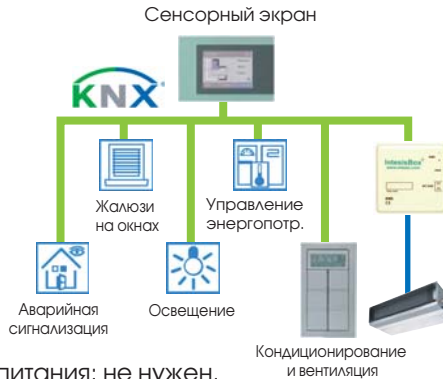 Сенсорный экран
KNX
IntesisBox
Жалюзи
на окнах
Управление
энергопотр.
Аварийная
сигнализация
Освещение
Кондиционирование
и вентиляция
питания: не нужен.